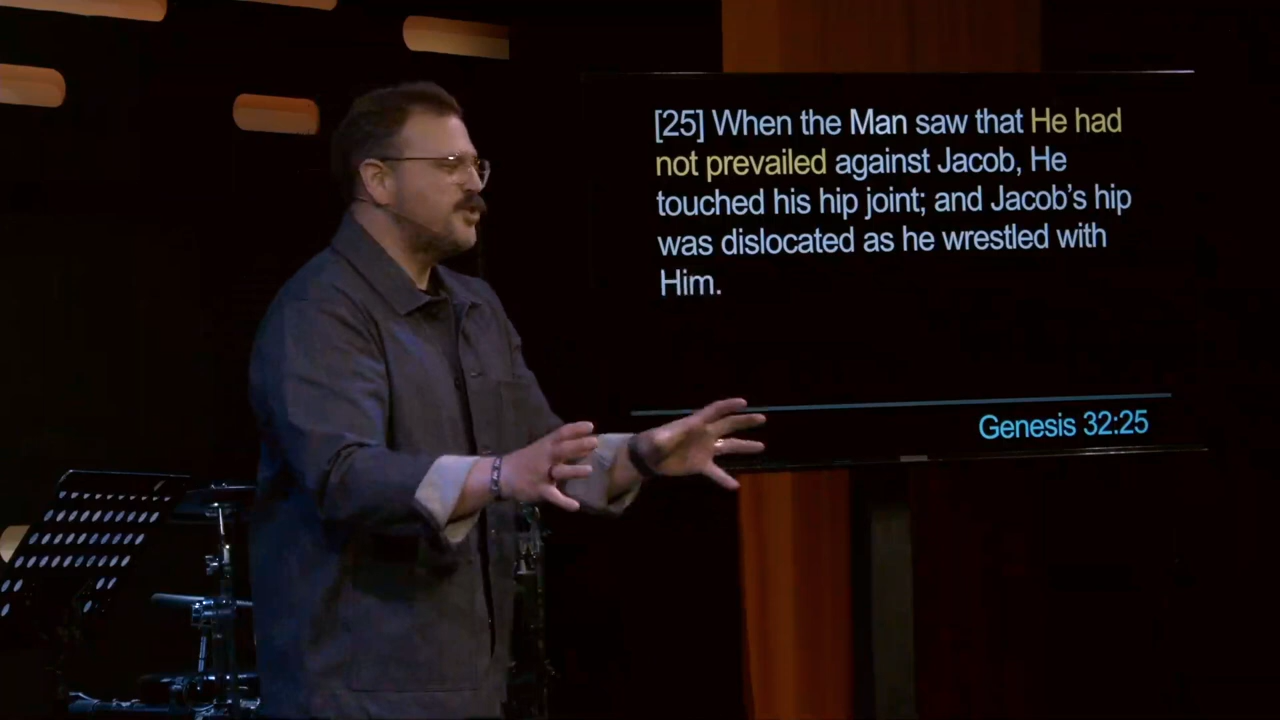 [25] When the Man saw that He had
not prevailed against Jacob, He
touched his hip joint; and Jacob’s hip
was dislocated as he wrestled with
Him.
Genesis 32:25